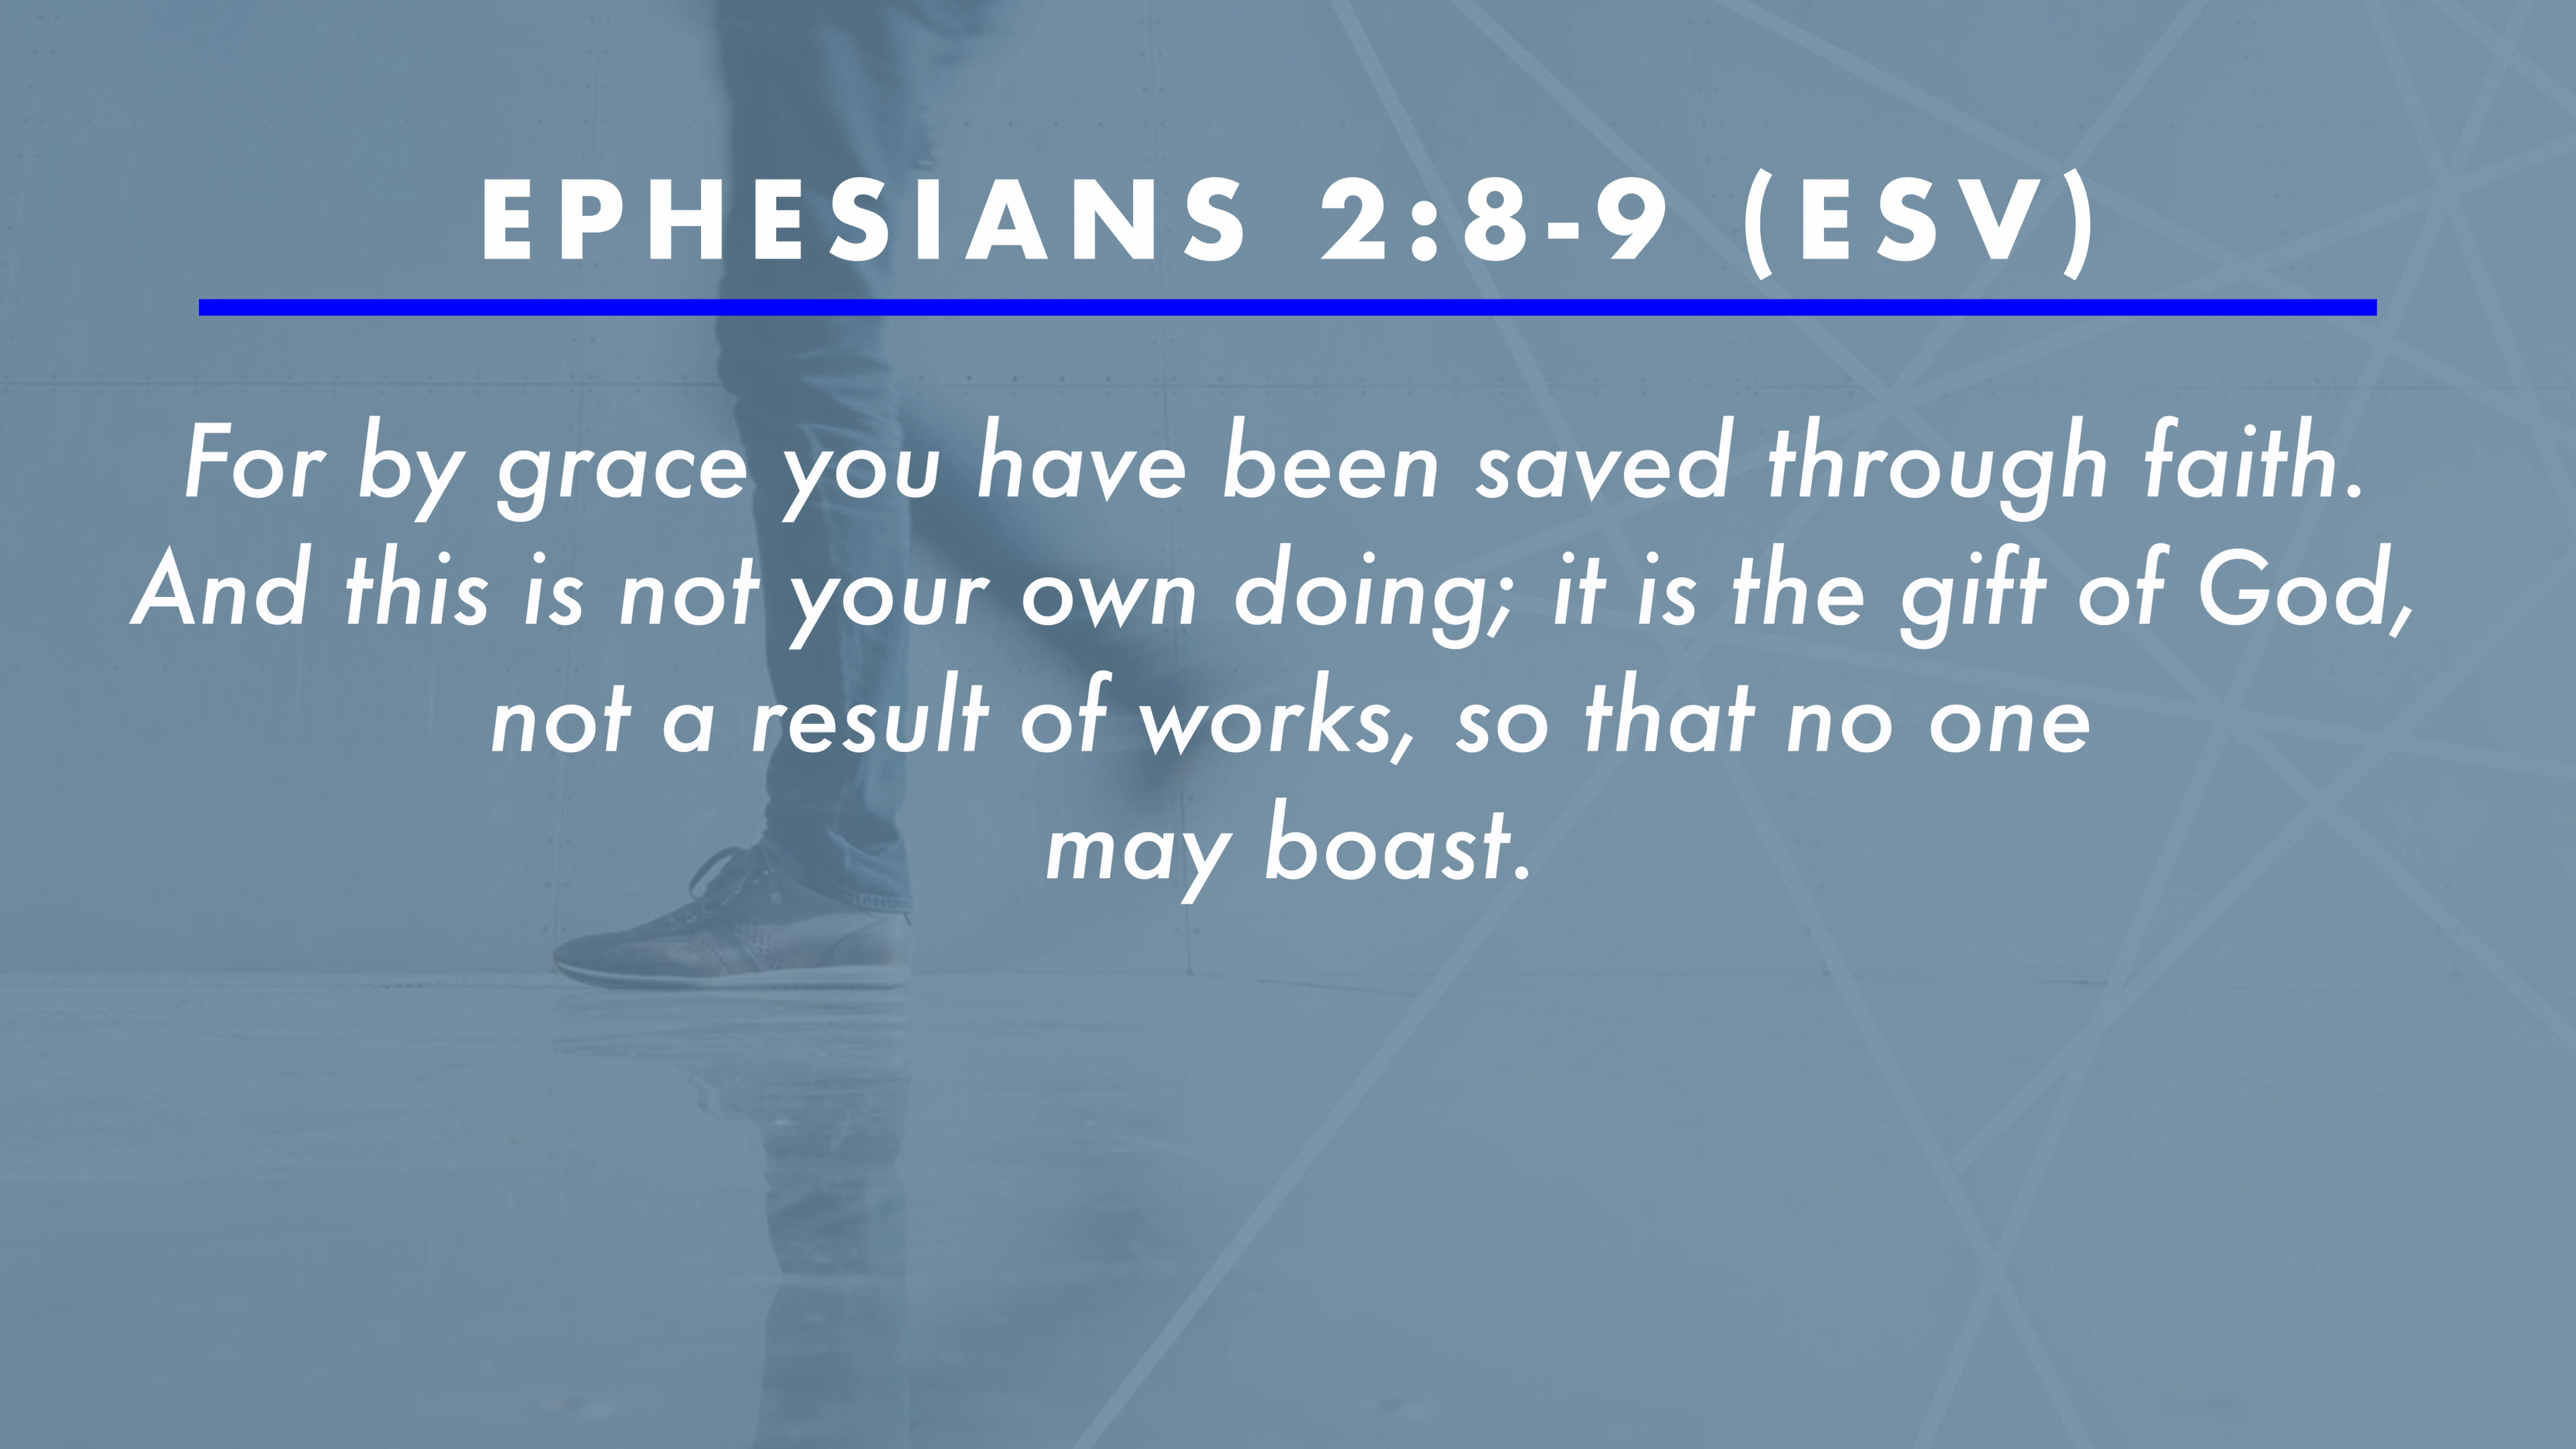 EPHESIANS 2:8-9 (ESV)
For by grace you have been saved through faith.
And this is not your own doing; it is the gift of God,
not a result of works, so that no one
may boast.